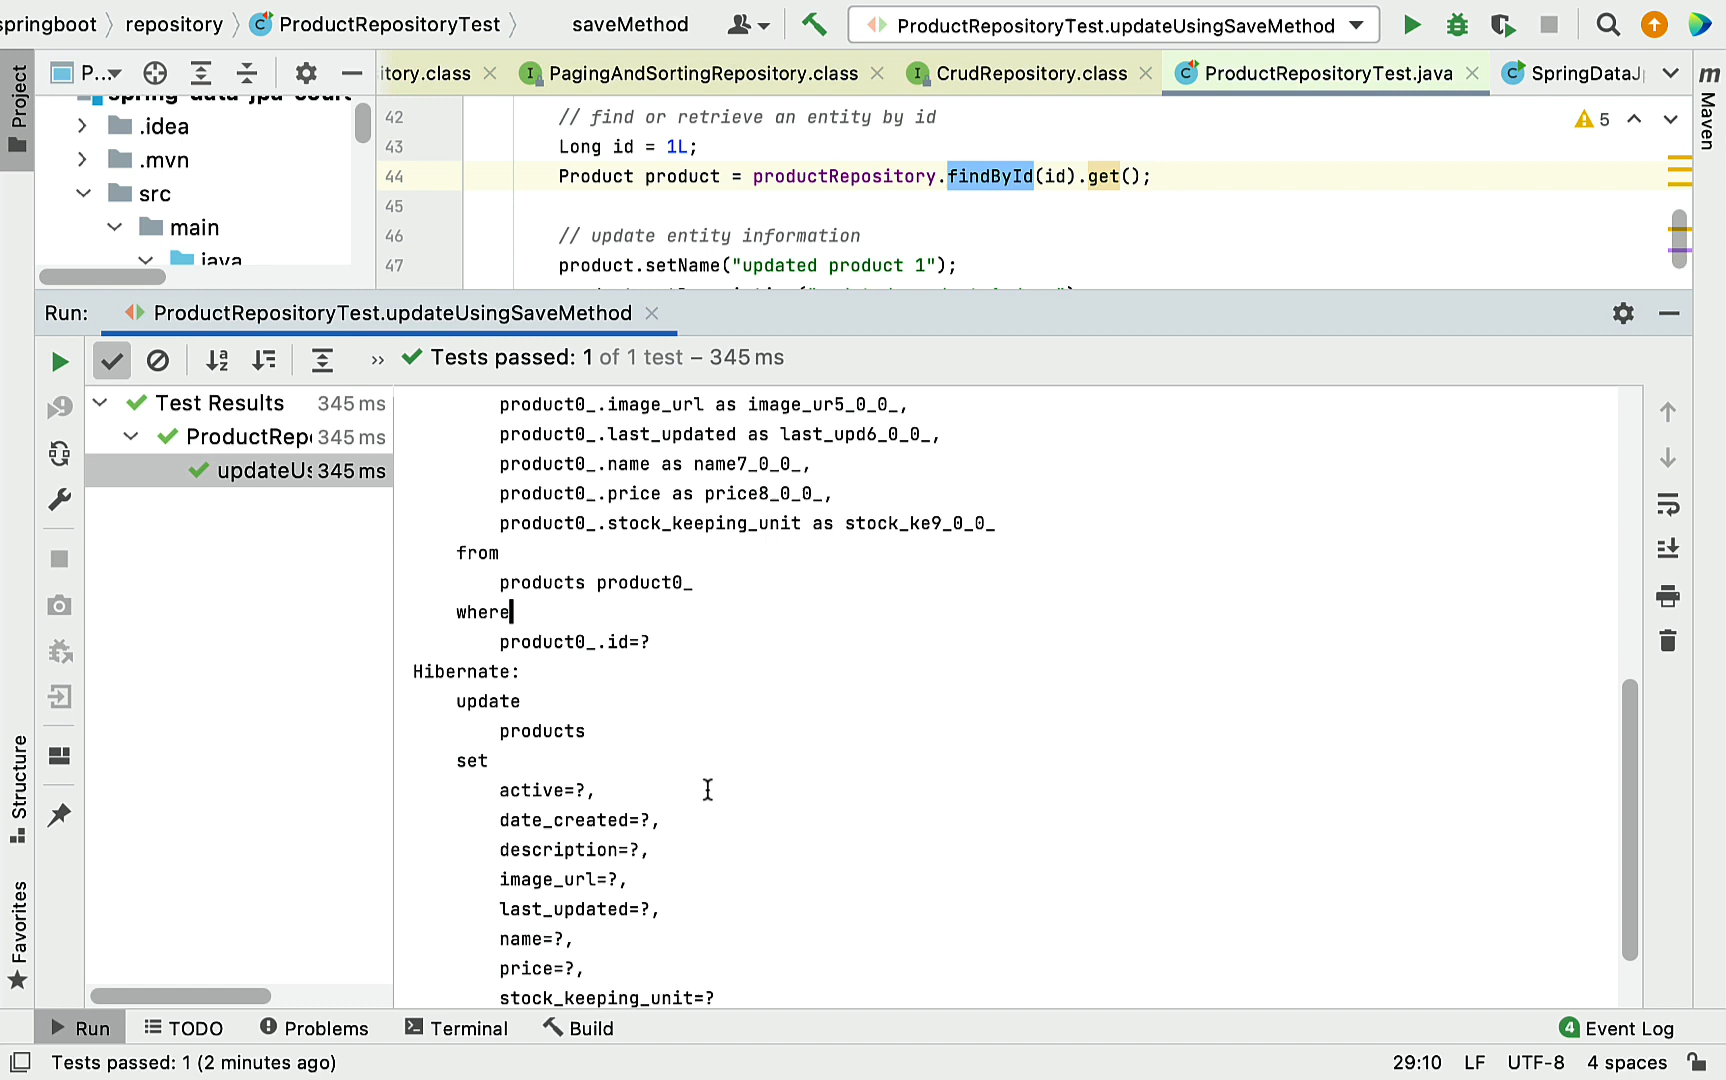 springboot repository ProductRepositoryTest saveMethod ProductRepositoryTest.updateUsingSaveMethod
Project
P...
itory.class PagingAndSortingRepository.class CrudRepository.class ProductRepositoryTest.java SpringDataJ
Maven
spring-data-jpa-cours
.idea
.mvn
src
main
java
42 // find or retrieve an entity by id
43 Long id = 1L;
44 Product product = productRepository.findById(id).get();
45
46 // update entity information
47 product.setName("updated product 1");
5
Run: ProductRepositoryTest.updateUsingSaveMethod
Tests passed: 1 of 1 test – 345 ms
Test Results 345 ms
ProductRep 345 ms
updateUs 345 ms
product0_.image_url as image_ur5_0_0_,
product0_.last_updated as last_upd6_0_0_,
product0_.name as name7_0_0_,
product0_.price as price8_0_0_,
product0_.stock_keeping_unit as stock_ke9_0_0_
from
products product0_
where
product0_.id=?
Hibernate:
update
products
set
active=?,
date_created=?,
description=?,
image_url=?,
last_updated=?,
name=?,
price=?,
stock_keeping_unit=?
Structure
Favorites
Run TODO Problems Terminal Build 4 Event Log
Tests passed: 1 (2 minutes ago) 29:10 LF UTF-8 4 spaces